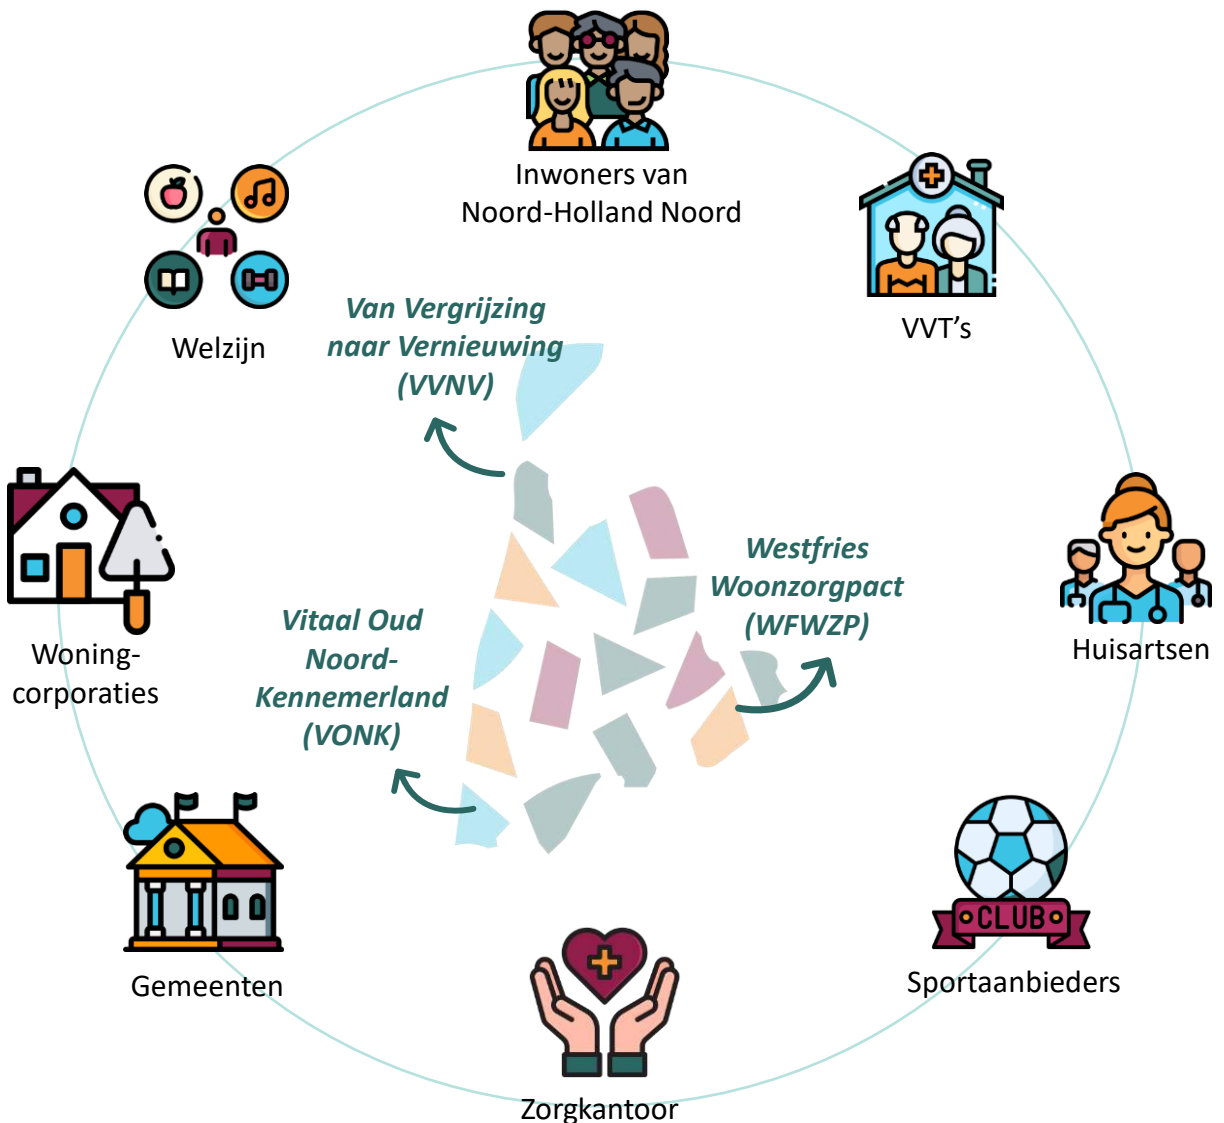 Inwoners van
Noord-Holland Noord
VVT’s
Welzijn
Van Vergrijzing
naar Vernieuwing
(VVNV)
Westfries
Woonzorgpact
(WFWZP)
Huisartsen
Woning-
corporaties
Vitaal Oud
Noord-
Kennemerland
(VONK)
CLUB
Sportaanbieders
Gemeenten
Zorgkantoor